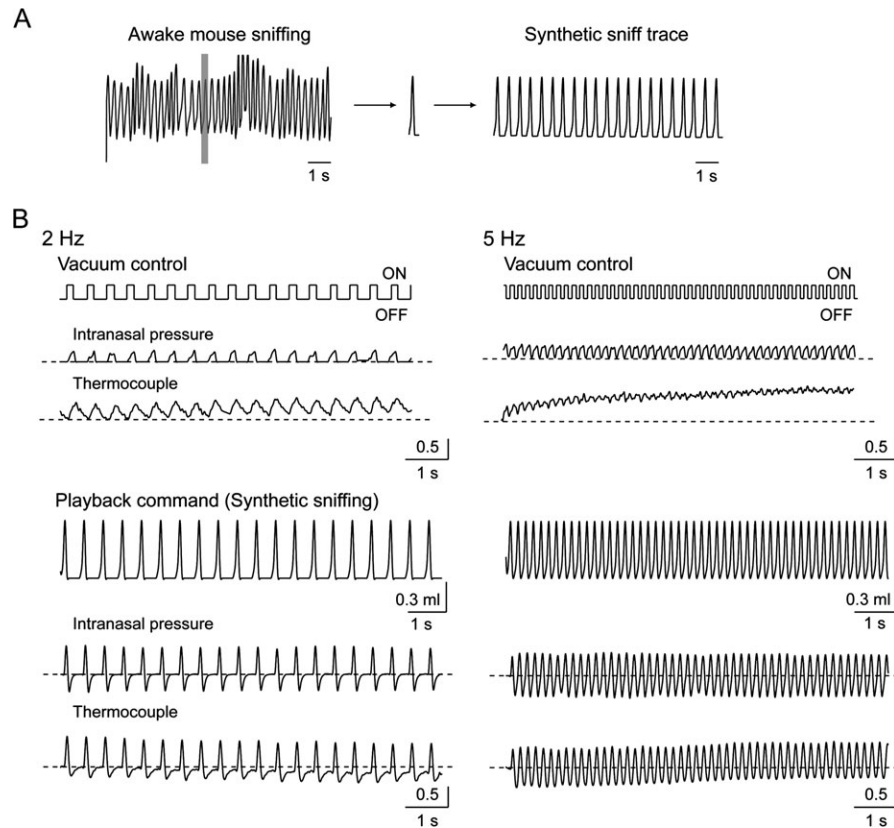 A
Awake mouse sniffing
Synthetic sniff trace
1 s
1 s
B
2 Hz
5 Hz
Vacuum control
ON
OFF
Vacuum control
ON
OFF
Intranasal pressure
Thermocouple
0.5
1 s
0.5
1 s
Playback command (Synthetic sniffing)
0.3 ml
1 s
0.3 ml
1 s
Intranasal pressure
Thermocouple
0.5
1 s
0.5
1 s